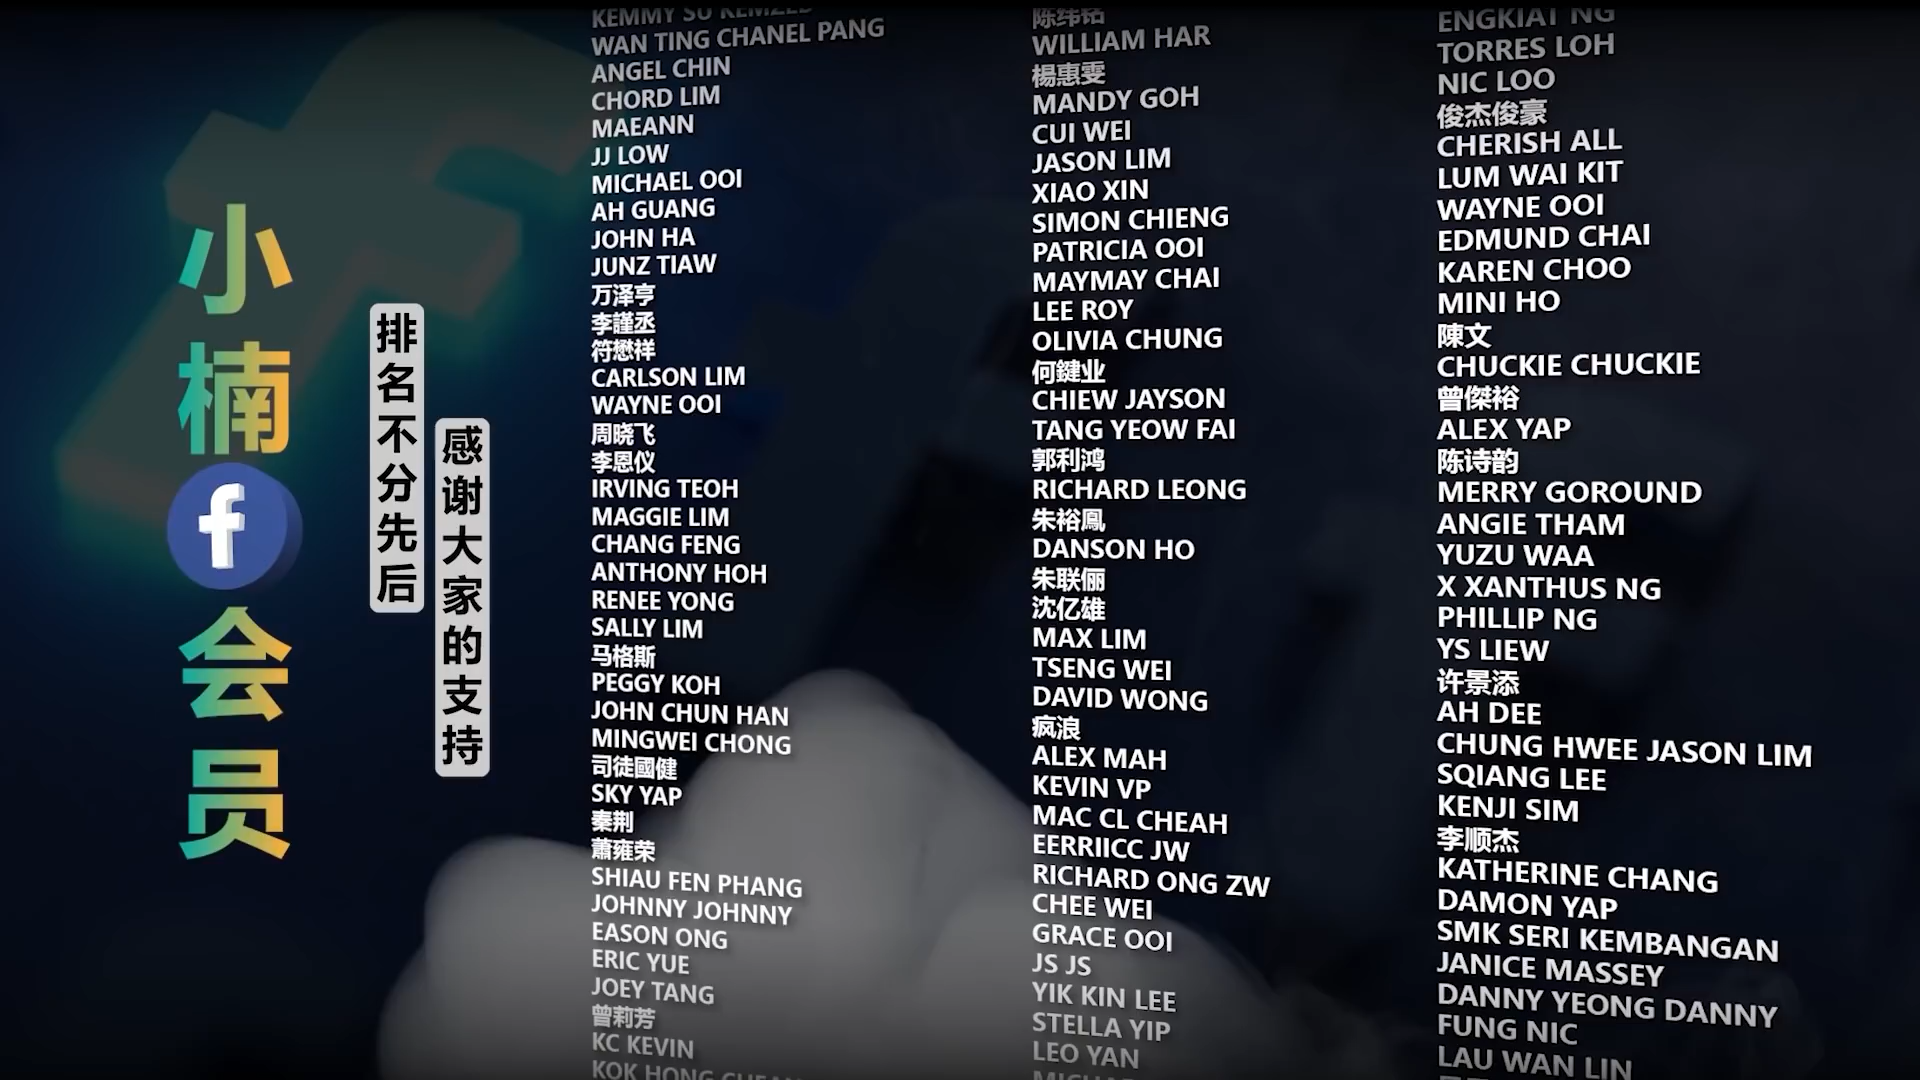 小楠
f
会员
排名不分先后
感谢大家的支持
KEMMY SU KEMZEE
WAN TING CHANEL PANG
ANGEL CHIN
CHORD LIM
MAEANN
JJ LOW
MICHAEL OOI
AH GUANG
JOHN HA
JUNZ TIAW
万泽亨
李謹丞
符懋祥
CARLSON LIM
WAYNE OOI
周晓飞
李恩仪
IRVING TEOH
MAGGIE LIM
CHANG FENG
ANTHONY HOH
RENEE YONG
SALLY LIM
马格斯
PEGGY KOH
JOHN CHUN HAN
MINGWEI CHONG
司徒國健
SKY YAP
秦荆
蕭雍荣
SHIAU FEN PHANG
JOHNNY JOHNNY
EASON ONG
ERIC YUE
JOEY TANG
曾莉芳
KC KEVIN
KOK HONG
陈纬铭
WILLIAM HAR
楊惠雯
MANDY GOH
CUI WEI
JASON LIM
XIAO XIN
SIMON CHIENG
PATRICIA OOI
MAYMAY CHAI
LEE ROY
OLIVIA CHUNG
何鍵业
CHIEW JAYSON
TANG YEOW FAI
郭利鸿
RICHARD LEONG
朱裕鳳
DANSON HO
朱联俪
沈亿雄
MAX LIM
TSENG WEI
DAVID WONG
疯浪
ALEX MAH
KEVIN VP
MAC CL CHEAH
EERRIICC JW
RICHARD ONG ZW
CHEE WEI
GRACE OOI
JS JS
YIK KIN LEE
STELLA YIP
LEO YAN
ENGKIAT NG
TORRES LOH
NIC LOO
俊杰俊豪
CHERISH ALL
LUM WAI KIT
WAYNE OOI
EDMUND CHAI
KAREN CHOO
MINI HO
陳文
CHUCKIE CHUCKIE
曾傑裕
ALEX YAP
陈诗韵
MERRY GOROUND
ANGIE THAM
YUZU WAA
X XANTHUS NG
PHILLIP NG
YS LIEW
许景添
AH DEE
CHUNG HWEE JASON LIM
SQIANG LEE
KENJI SIM
李顺杰
KATHERINE CHANG
DAMON YAP
SMK SERI KEMBANGAN
JANICE MASSEY
DANNY YEONG DANNY
FUNG NIC
LAU WAN LIN